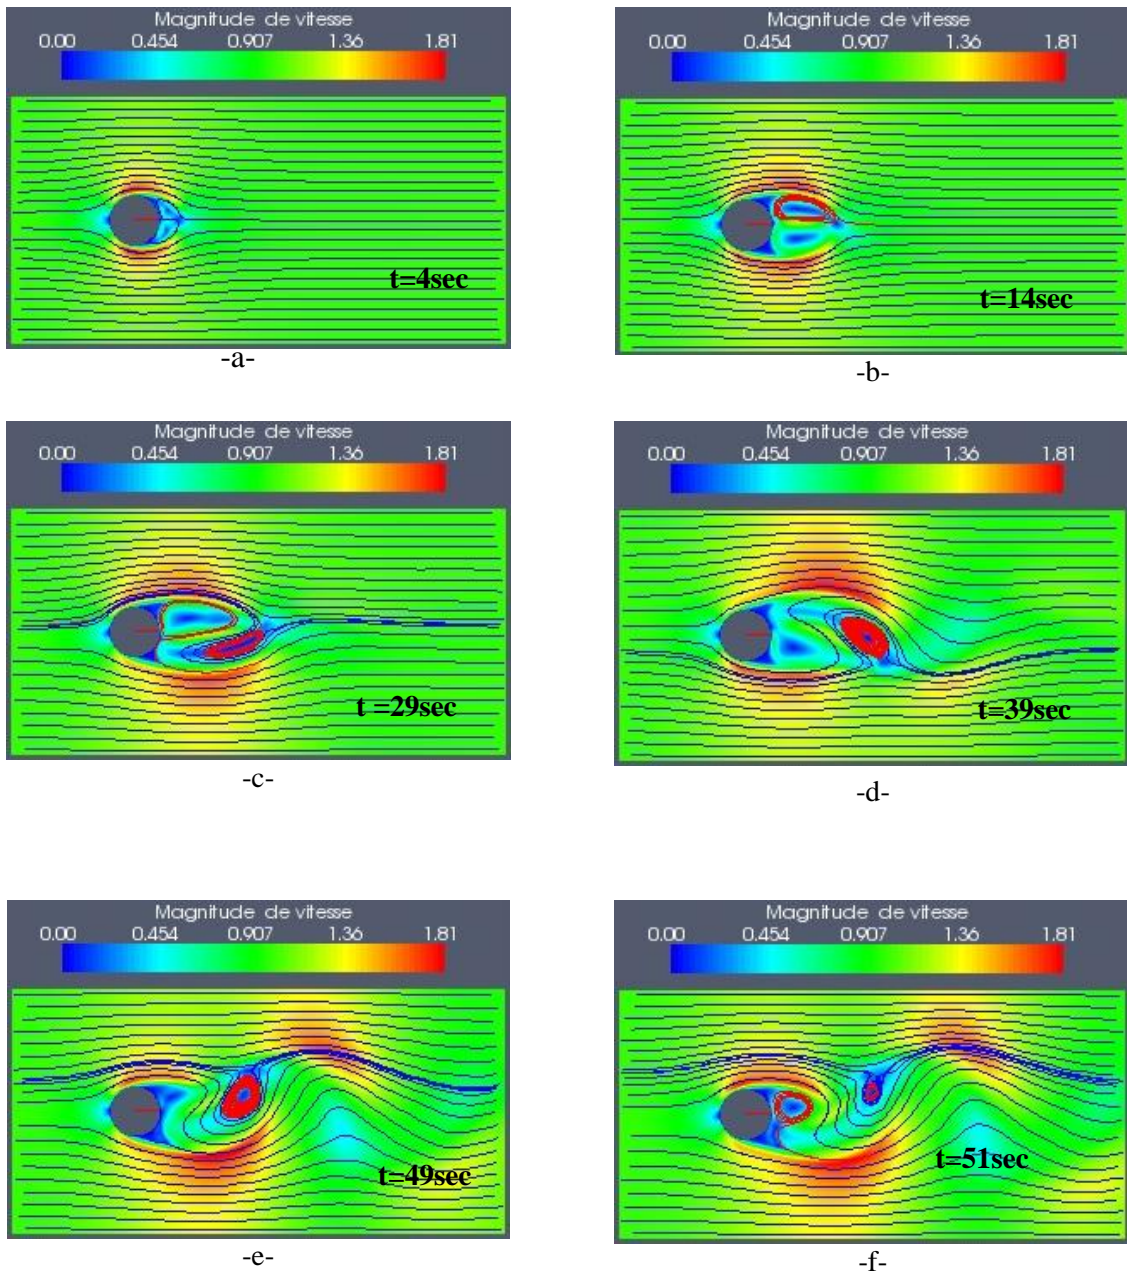 Magnitude de vitesse
0.00 0.454 0.907 1.36 1.81
t=4sec
-a-
Magnitude de vitesse
0.00 0.454 0.907 1.36 1.81
t=14sec
-b-
Magnitude de vitesse
0.00 0.454 0.907 1.36 1.81
t =29sec
-c-
Magnitude de vitesse
0.00 0.454 0.907 1.36 1.81
t=39sec
-d-
Magnitude de vitesse
0.00 0.454 0.907 1.36 1.81
t=49sec
-e-
Magnitude de vitesse
0.00 0.454 0.907 1.36 1.81
t=51sec
-f-